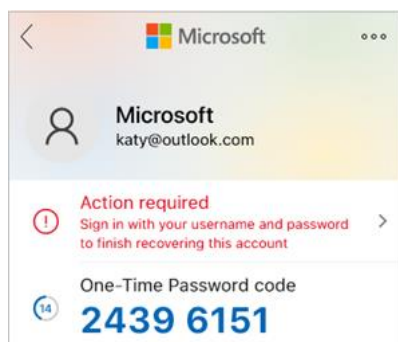 Microsoft
Microsoft
katy@outlook.com
Action required
Sign in with your username and password
to finish recovering this account
One-Time Password code
14
2439 6151